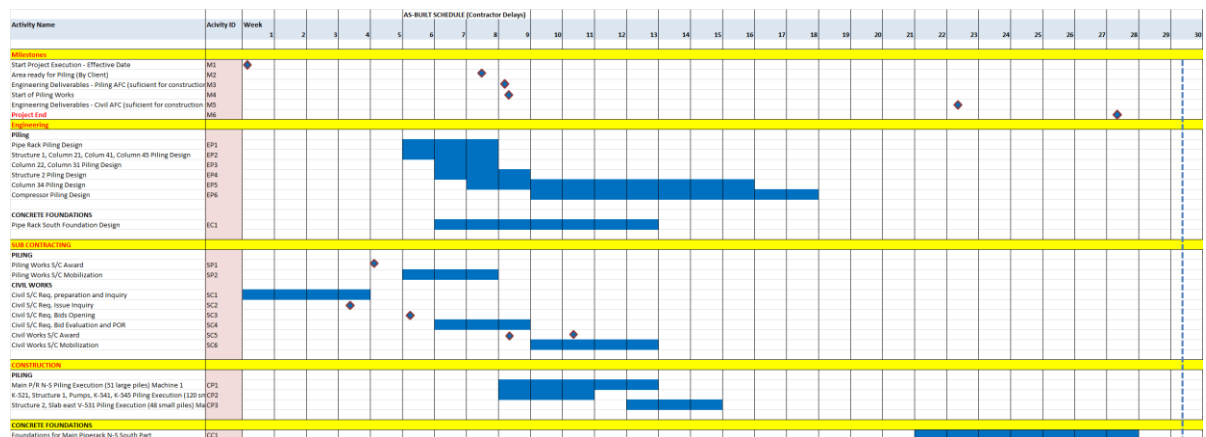 AS-BUILT SCHEDULE (Contractor Delays)
Activity Name Acivity ID Week
1 2 3 4 5 6 7 8 9 10 11 12 13 14 15 16 17 18 19 20 21 22 23 24 25 26 27 28 29 30
Milestones
Start Project Execution - Effective Date M1
Area ready for Piling (By Client) M2
Engineering Deliverables - Piling AFC (suficient for construction M3
Start of Piling Works M4
Engineering Deliverables - Civil AFC (suficient for construction M5
Project End M6
Engineering
Piling
Pipe Rack Piling Design EP1
Structure 1, Column 21, Colum 41, Column 45 Piling Design EP2
Column 22, Column 31 Piling Design EP3
Structure 2 Piling Design EP4
Column 34 Piling Design EP5
Compressor Piling Design EP6
CONCRETE FOUNDATIONS
Pipe Rack South Foundation Design EC1
SUB CONTRACTING
PILING
Piling Works S/C Award SP1
Piling Works S/C Mobilization SP2
CIVIL WORKS
Civil S/C Req. preparation and Inquiry SC1
Civil S/C Req. Issue Inquiry SC2
Civil S/C Req. Bids Opening SC3
Civil S/C Req. Bid Evaluation and POR SC4
Civil Works S/C Award SC5
Civil Works S/C Mobilization SC6
CONSTRUCTION
PILING
Main P/R N-S Piling Execution (51 large piles) Machine 1 CP1
K-521, Structure 1, Pumps, K-541, K-545 Piling Execution (120 sm CP2
Structure 2, Slab east V-531 Piling Execution (48 small piles) Ma CP3
CONCRETE FOUNDATIONS
Foundations for Main Piperack N-S South Part CC1